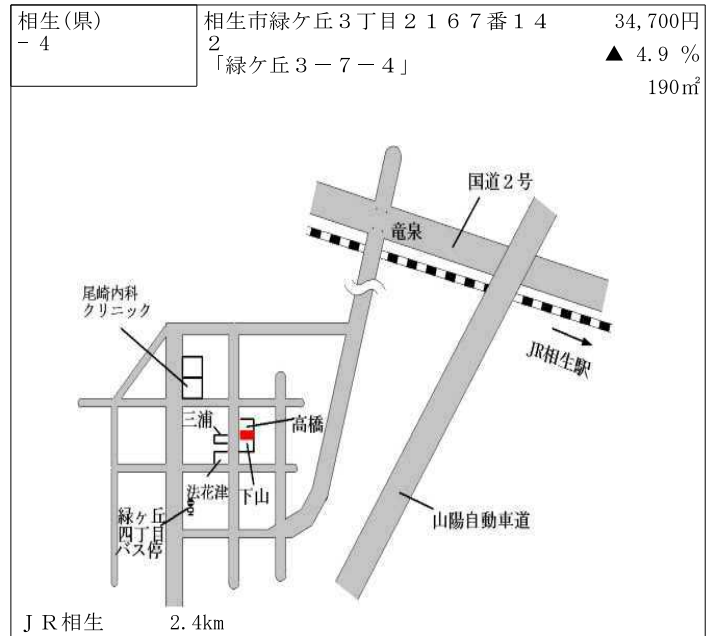 相生(県)
－ 4
相生市緑ケ丘３丁目２１６７番１４
２
「緑ケ丘３－７－４」
34,700円
▲ 4.9 %
190㎡
国道２号
竜泉
尾崎内科
クリニック
JR相生駅
三浦
高橋
法花津
下山
緑ヶ丘
四丁目
バス停
山陽自動車道
ＪＲ相生 2.4km